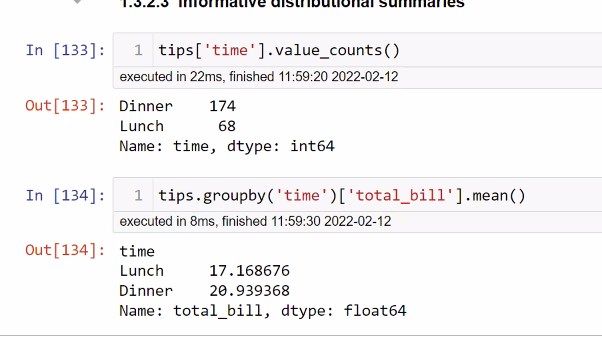 1.3.2.3 Informative distributional summaries
In [133]: 1 tips['time'].value_counts()
executed in 22ms, finished 11:59:20 2022-02-12
Out[133]: Dinner 174
Lunch 68
Name: time, dtype: int64
In [134]: 1 tips.groupby('time')['total_bill'].mean()
executed in 8ms, finished 11:59:30 2022-02-12
Out[134]: time
Lunch 17.168676
Dinner 20.939368
Name: total_bill, dtype: float64